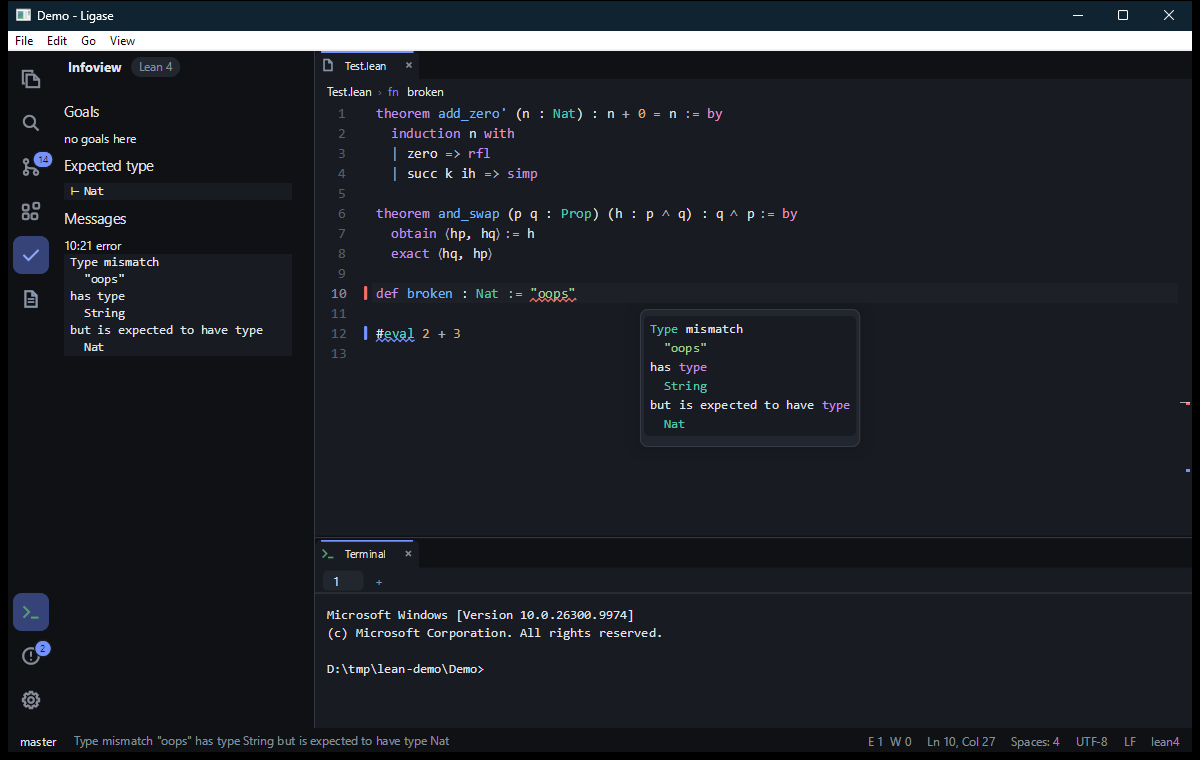 Demo - Ligase
File Edit Go View
Infoview Lean 4
Goals
no goals here
Expected type
⊢ Nat
Messages
10:21 error
Type mismatch
"oops"
has type
String
but is expected to have type
Nat
14
2
Test.lean ×
Test.lean › fn broken
1 theorem add_zero' (n : Nat) : n + 0 = n := by
2 induction n with
3 | zero => rfl
4 | succ k ih => simp
5
6 theorem and_swap (p q : Prop) (h : p ∧ q) : q ∧ p := by
7 obtain ⟨hp, hq⟩ := h
8 exact ⟨hq, hp⟩
9
10 def broken : Nat := "oops"
11
12 #eval 2 + 3
13
Type mismatch
"oops"
has type
String
but is expected to have type
Nat
>_ Terminal ×
1 +
Microsoft Windows [Version 10.0.26300.9974]
(c) Microsoft Corporation. All rights reserved.
D:\tmp\lean-demo\Demo>
master Type mismatch "oops" has type String but is expected to have type Nat E 1 W 0 Ln 10, Col 27 Spaces: 4 UTF-8 LF lean4